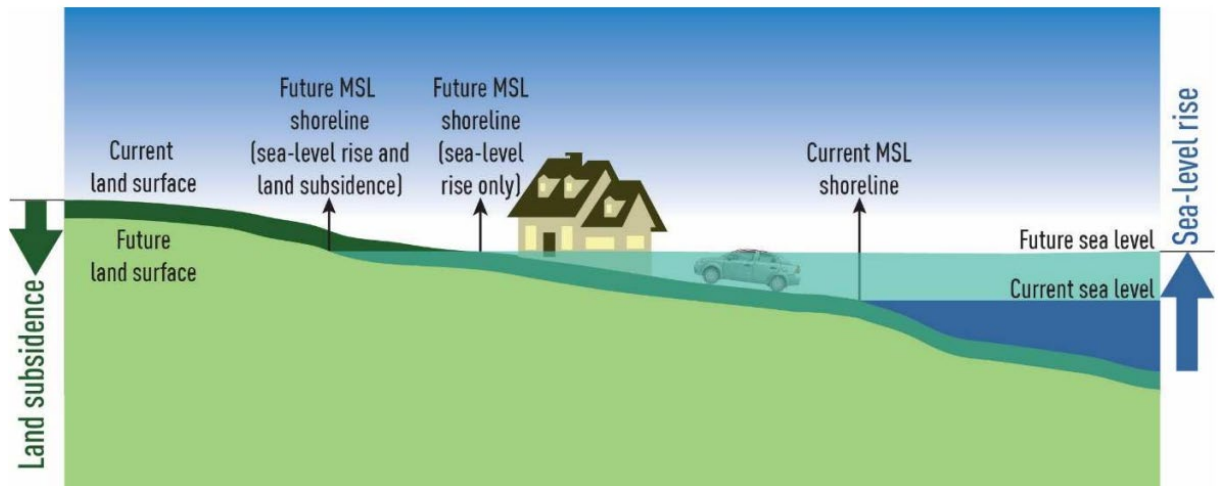 Land subsidence
Current
land surface
Future
land surface
Future MSL
shoreline
(sea-level rise and
land subsidence)
Future MSL
shoreline
(sea-level
rise only)
Current MSL
shoreline
Future sea level
Current sea level
Sea-level rise